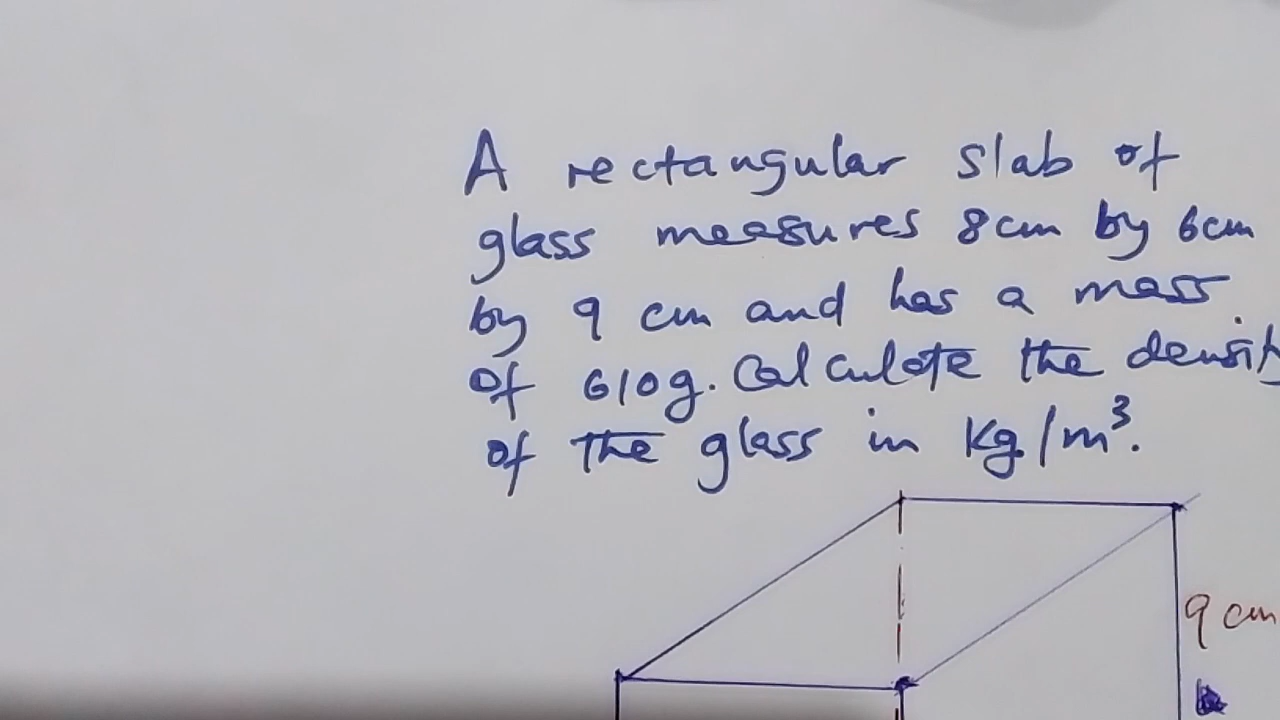 A rectangular slab of
glass measures 8cm by 6cm
by 9 cm and has a mass
of 610g. Calculate the densit
of the glass in Kg/m³.
9 cm